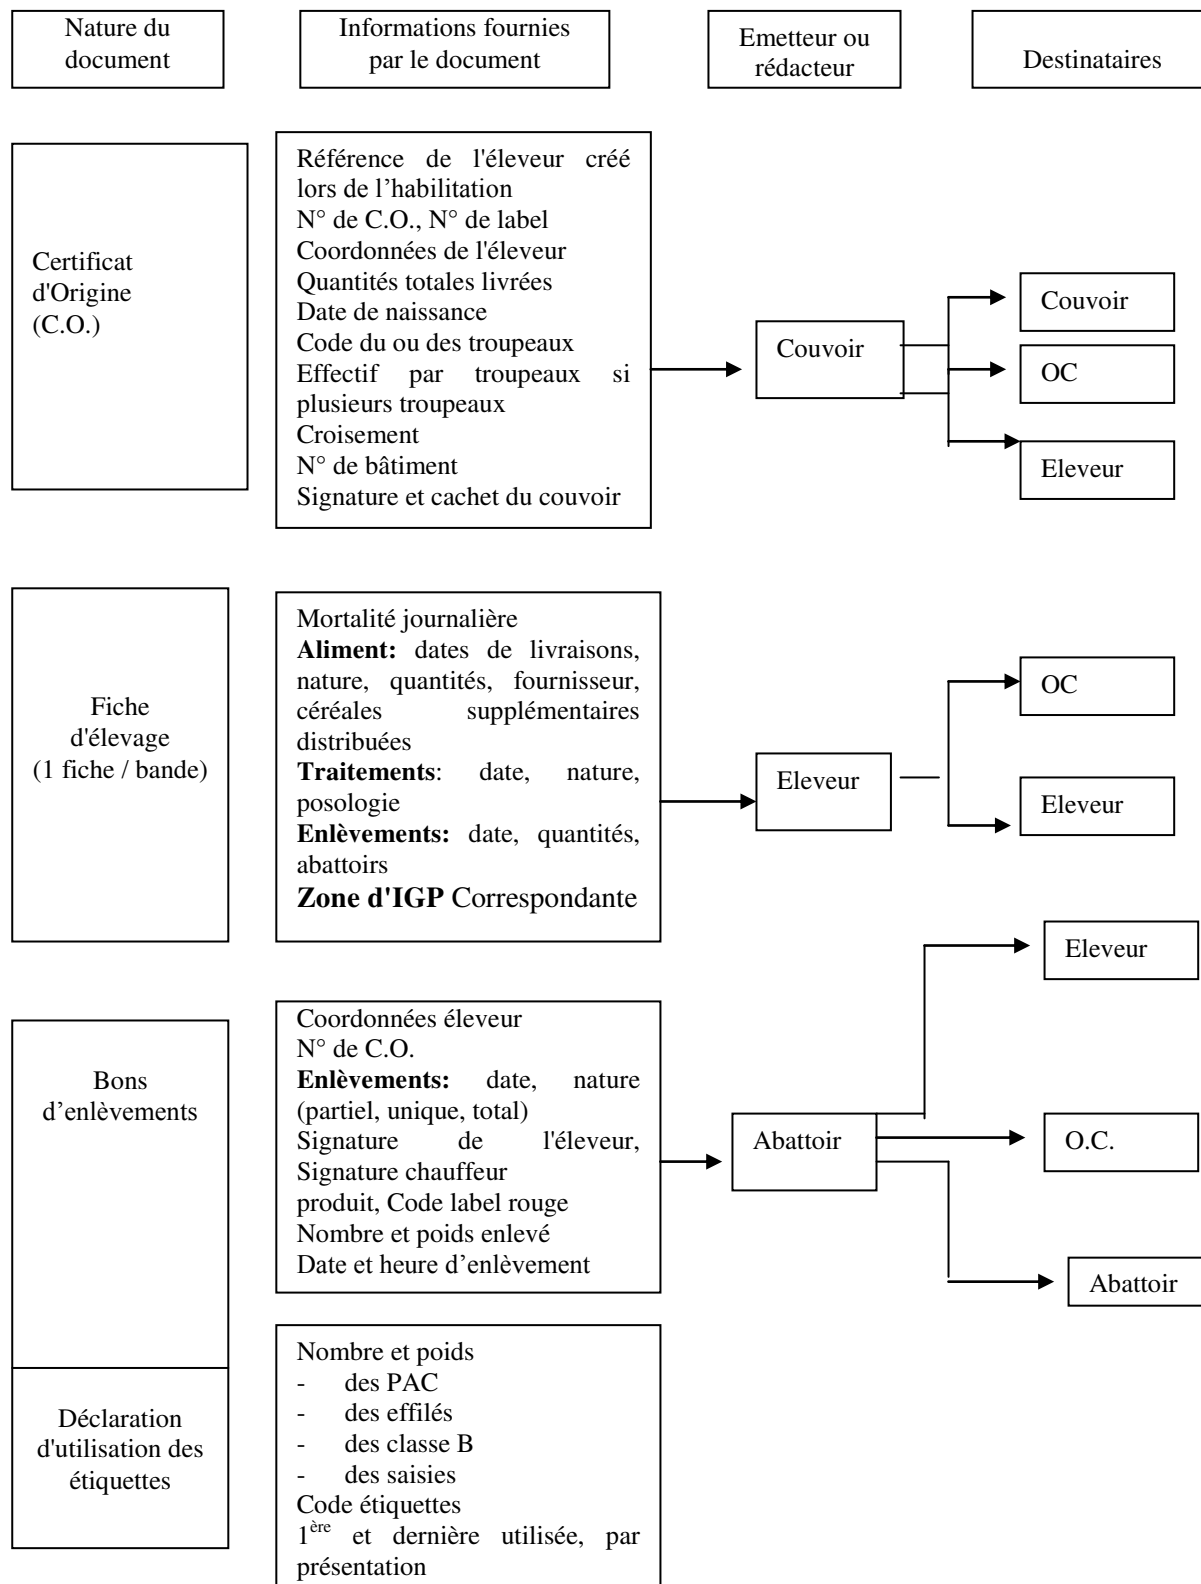 Nature du
document
Informations fournies
par le document
Emetteur ou
rédacteur
Destinataires
Certificat
d'Origine
(C.O.)
Référence de l'éleveur créé
lors de l’habilitation
N° de C.O., N° de label
Coordonnées de l'éleveur
Quantités totales livrées
Date de naissance
Code du ou des troupeaux
Effectif par troupeaux si
plusieurs troupeaux
Croisement
N° de bâtiment
Signature et cachet du couvoir
Couvoir
Couvoir
OC
Eleveur
Fiche
d'élevage
(1 fiche / bande)
Mortalité journalière
Aliment: dates de livraisons,
nature, quantités, fournisseur,
céréales supplémentaires
distribuées
Traitements: date, nature,
posologie
Enlèvements: date, quantités,
abattoirs
Zone d'IGP Correspondante
Eleveur
OC
Eleveur
Bons
d’enlèvements
Coordonnées éleveur
N° de C.O.
Enlèvements: date, nature
(partiel, unique, total)
Signature de l'éleveur,
Signature chauffeur
produit, Code label rouge
Nombre et poids enlevé
Date et heure d’enlèvement
Abattoir
Eleveur
O.C.
Abattoir
Déclaration
d'utilisation des
étiquettes
Nombre et poids
- des PAC
- des effilés
- des classe B
- des saisies
Code étiquettes
1ère et dernière utilisée, par
présentation